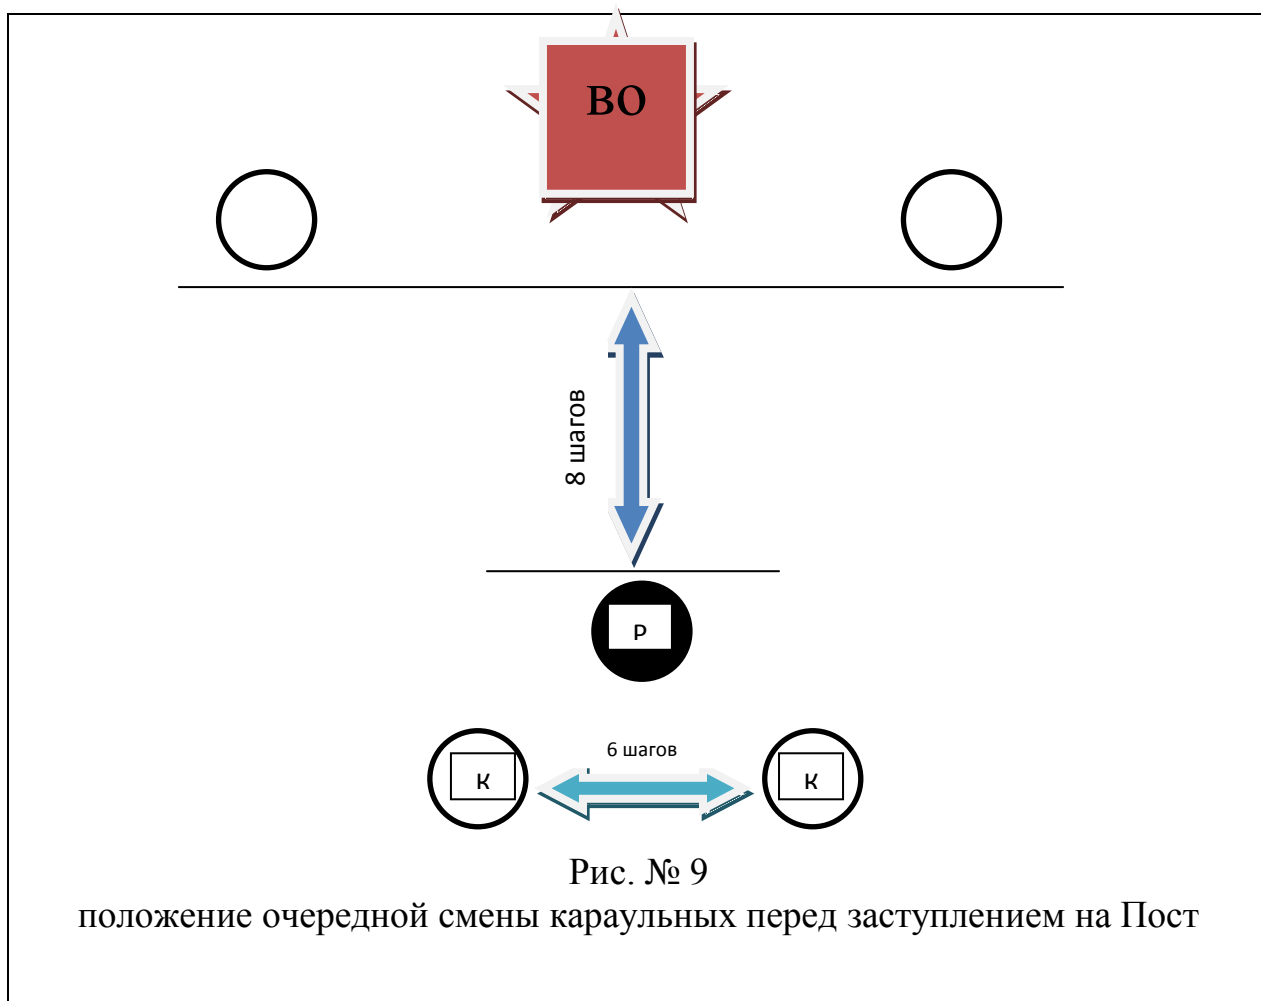 ВО
8 шагов
Р
6 шагов
К
К
Рис. № 9
положение очередной смены караульных перед заступлением на Пост